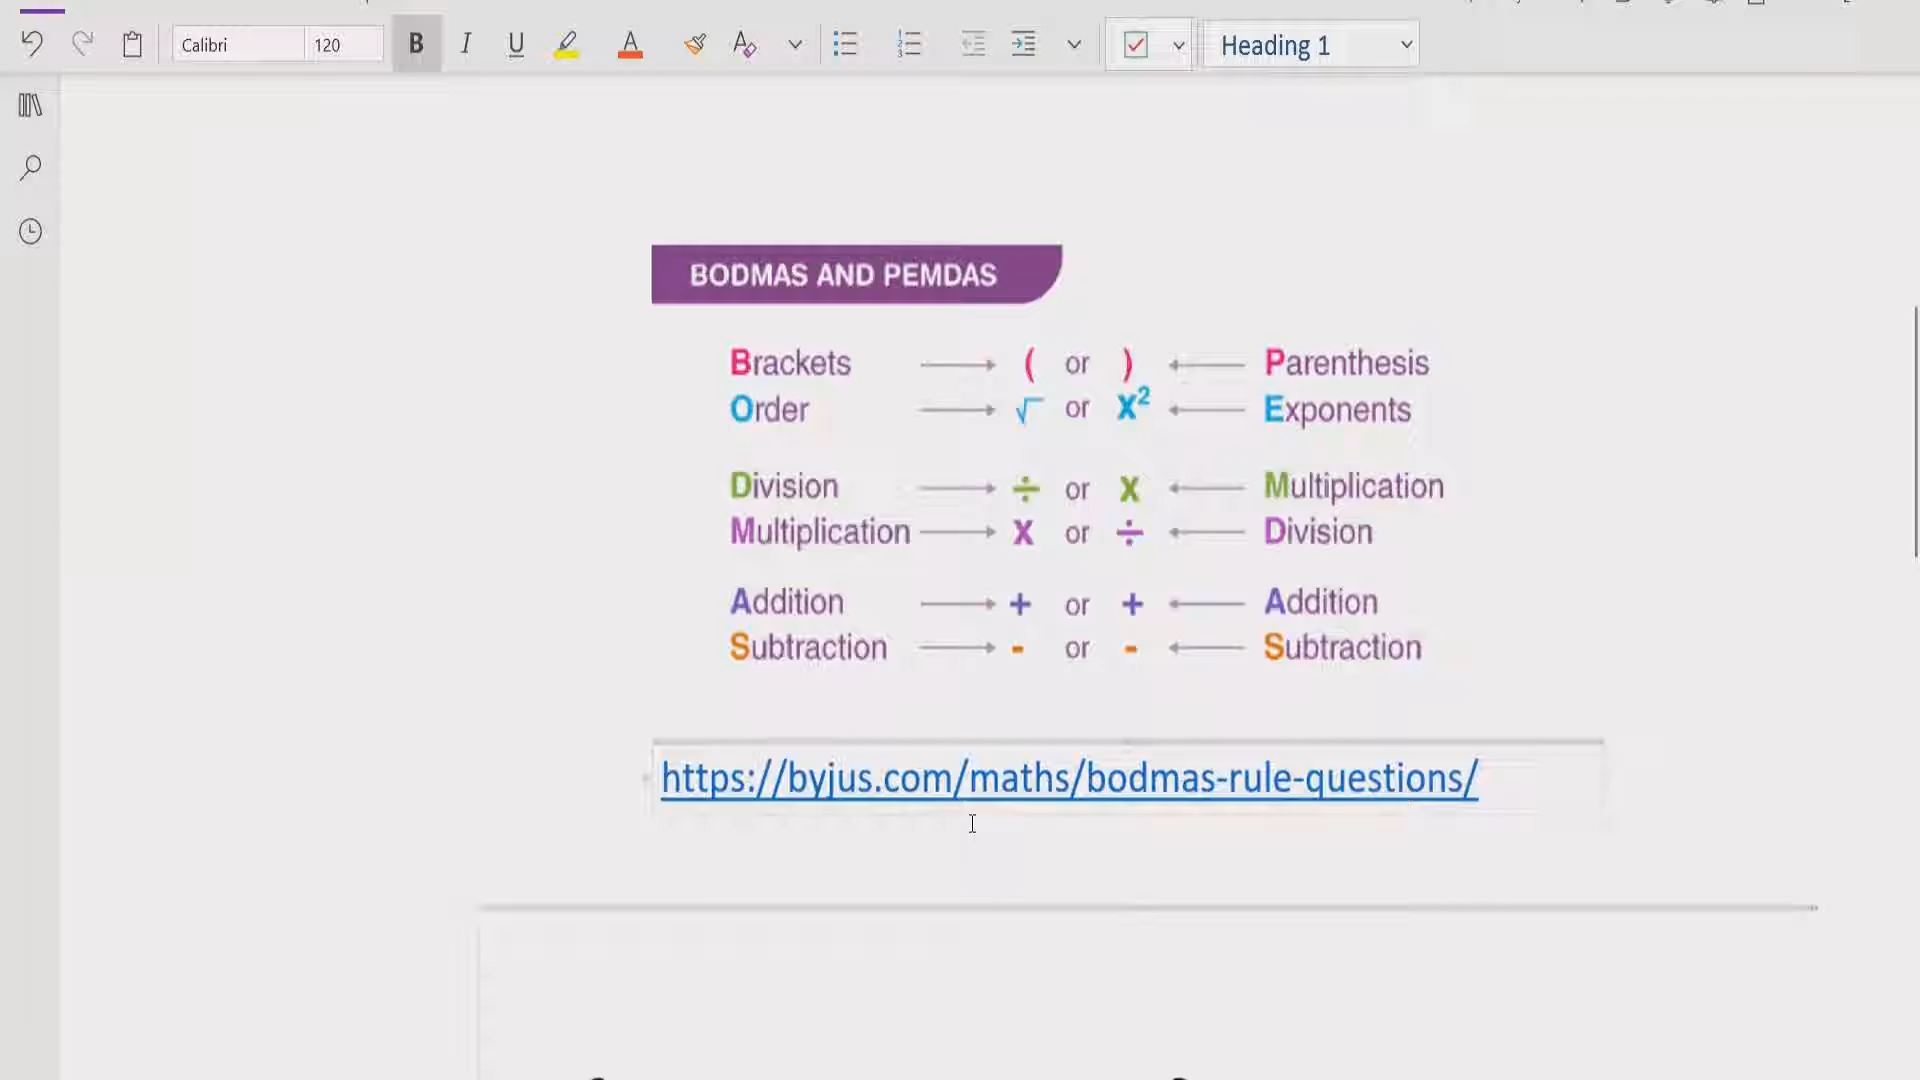 Calibri 120 B I U A A Heading 1
BODMAS AND PEMDAS
Brackets ( or ) Parenthesis
Order √ or X² Exponents
Division ÷ or X Multiplication
Multiplication X or ÷ Division
Addition + or + Addition
Subtraction - or - Subtraction
https://byjus.com/maths/bodmas-rule-questions/